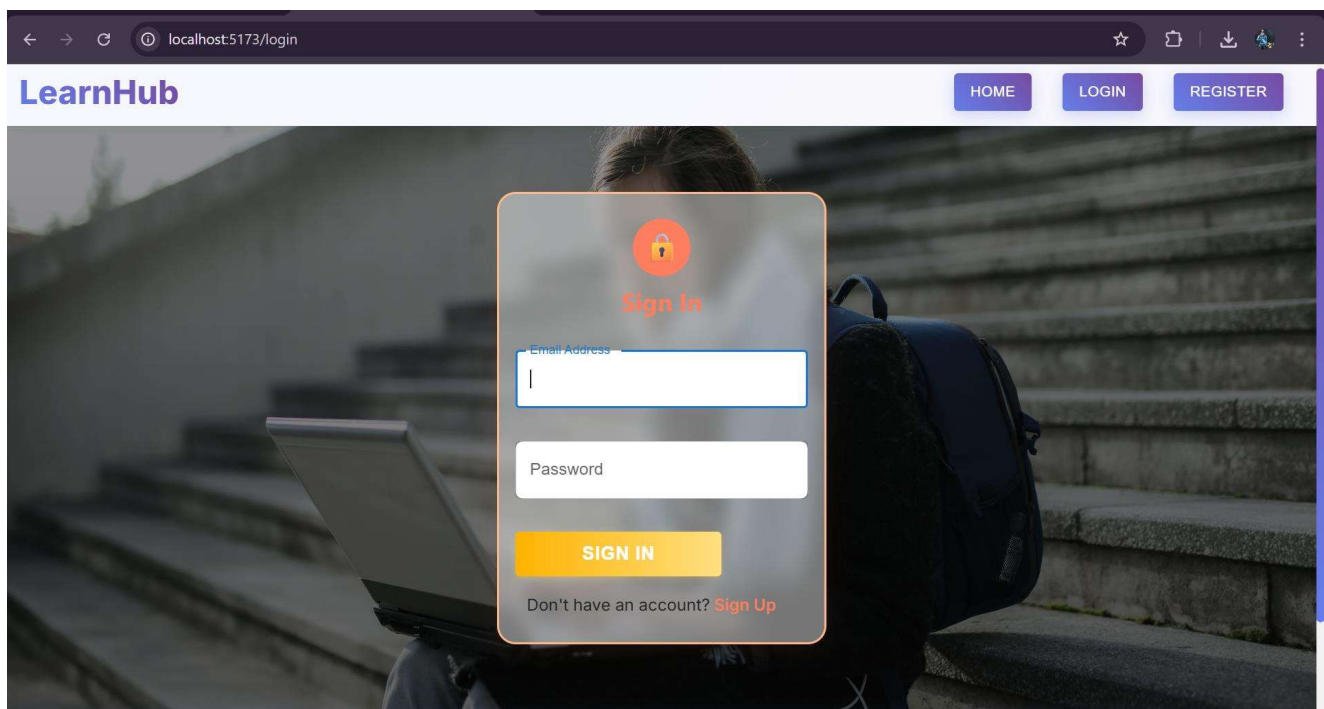 localhost:5173/login
LearnHub
HOME LOGIN REGISTER
Sign In
Email Address
Password
SIGN IN
Don't have an account? Sign Up